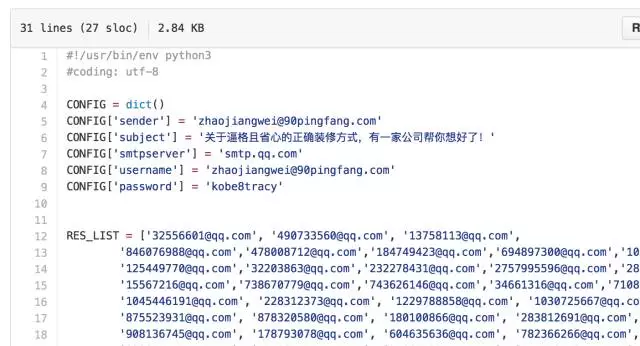 31 lines (27 sloc) 2.84 KB R
1 #!/usr/bin/env python3
2 #coding: utf-8
3
4 CONFIG = dict()
5 CONFIG['sender'] = 'zhaojiangwei@90pingfang.com'
6 CONFIG['subject'] = '关于逼格且省心的正确装修方式，有一家公司帮你想好了！'
7 CONFIG['smtpserver'] = 'smtp.qq.com'
8 CONFIG['username'] = 'zhaojiangwei@90pingfang.com'
9 CONFIG['password'] = 'kobe8tracy'
10
11
12 RES_LIST = ['32556601@qq.com', '490733560@qq.com', '13758113@qq.com',
13 '846076988@qq.com','478008712@qq.com','184749423@qq.com','694897300@qq.com','10
14 '125449770@qq.com','32203863@qq.com','232278431@qq.com','2757995596@qq.com','28
15 '15567216@qq.com','738670779@qq.com','743626146@qq.com','34661316@qq.com','7108
16 '1045446191@qq.com', '228312373@qq.com', '1229788858@qq.com', '1030725667@qq.com
17 '875523931@qq.com', '878320580@qq.com', '180100866@qq.com', '283812691@qq.com',
18 '908136745@qq.com', '178793078@qq.com', '604635636@qq.com', '782366266@qq.com',